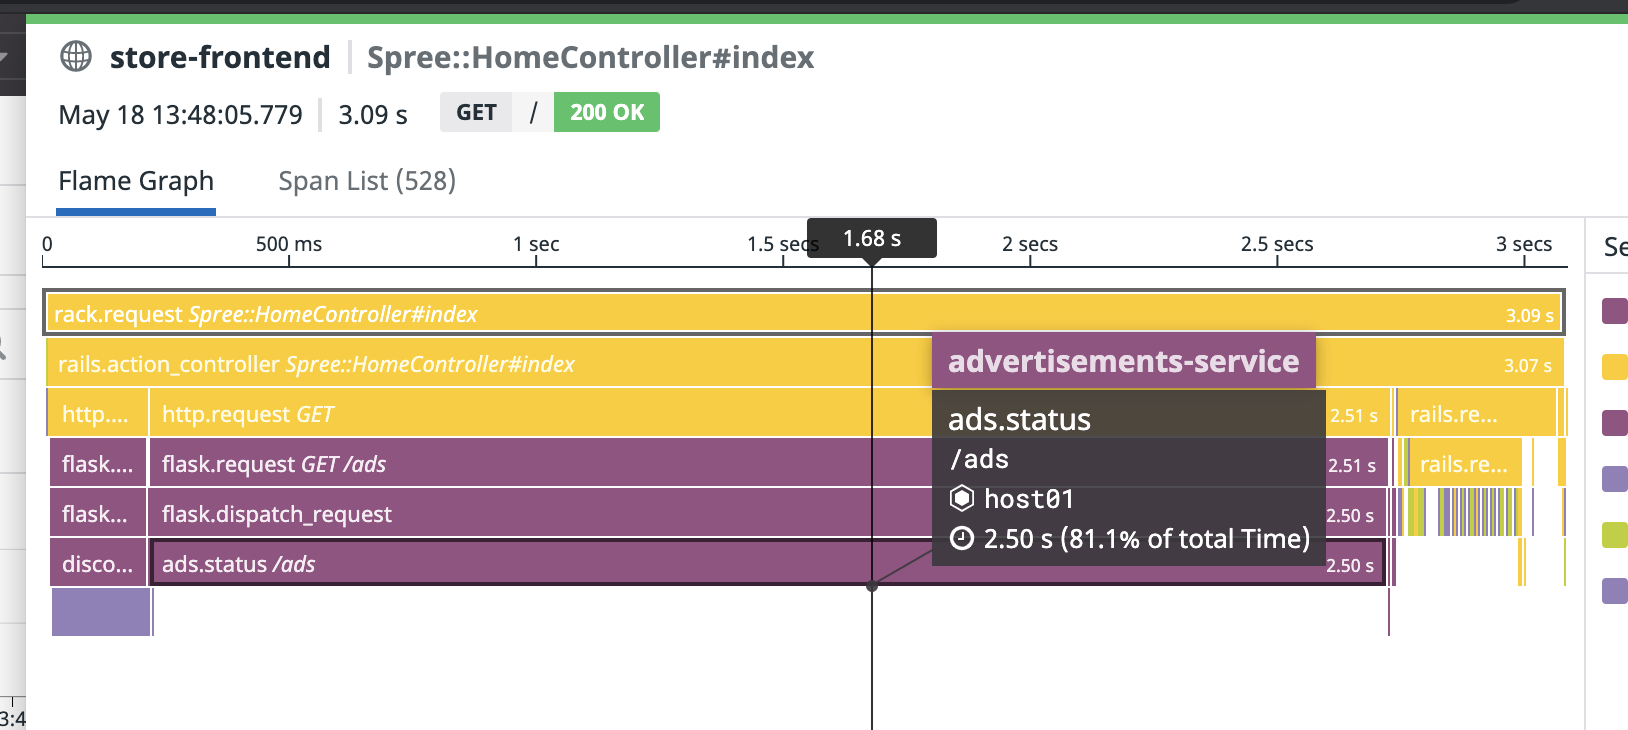 store-frontend Spree::HomeController#index
May 18 13:48:05.779 3.09 s GET / 200 OK
Flame Graph Span List (528)
0 500 ms 1 sec 1.5 secs 1.68 s 2 secs 2.5 secs 3 secs
Se
rack.request Spree::HomeController#index 3.09 s
rails.action_controller Spree::HomeController#index 3.07 s
http.... http.request GET 2.51 s rails.re...
flask.... flask.request GET /ads 2.51 s rails.re...
flask... flask.dispatch_request 2.50 s
disco... ads.status /ads 2.50 s
advertisements-service
ads.status
/ads
host01
2.50 s (81.1% of total Time)
3:4